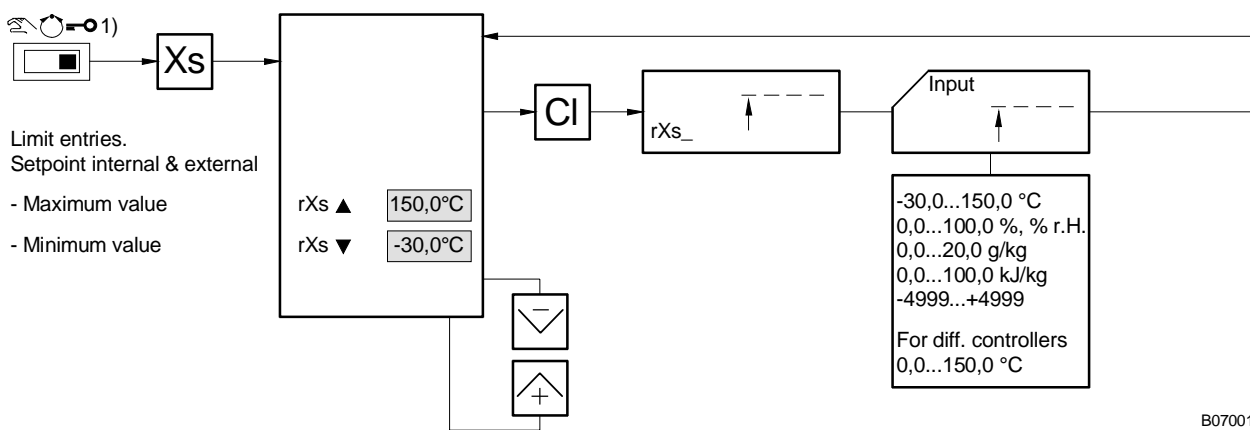 1)
Xs
Cl
rXs_
Input
Limit entries.
Setpoint internal & external
- Maximum value
rXs ▲ 150,0°C
- Minimum value
rXs ▼ -30,0°C
-30,0...150,0 °C
0,0...100,0 %, % r.H.
0,0...20,0 g/kg
0,0...100,0 kJ/kg
-4999...+4999
For diff. controllers
0,0...150,0 °C
−
+
B07001